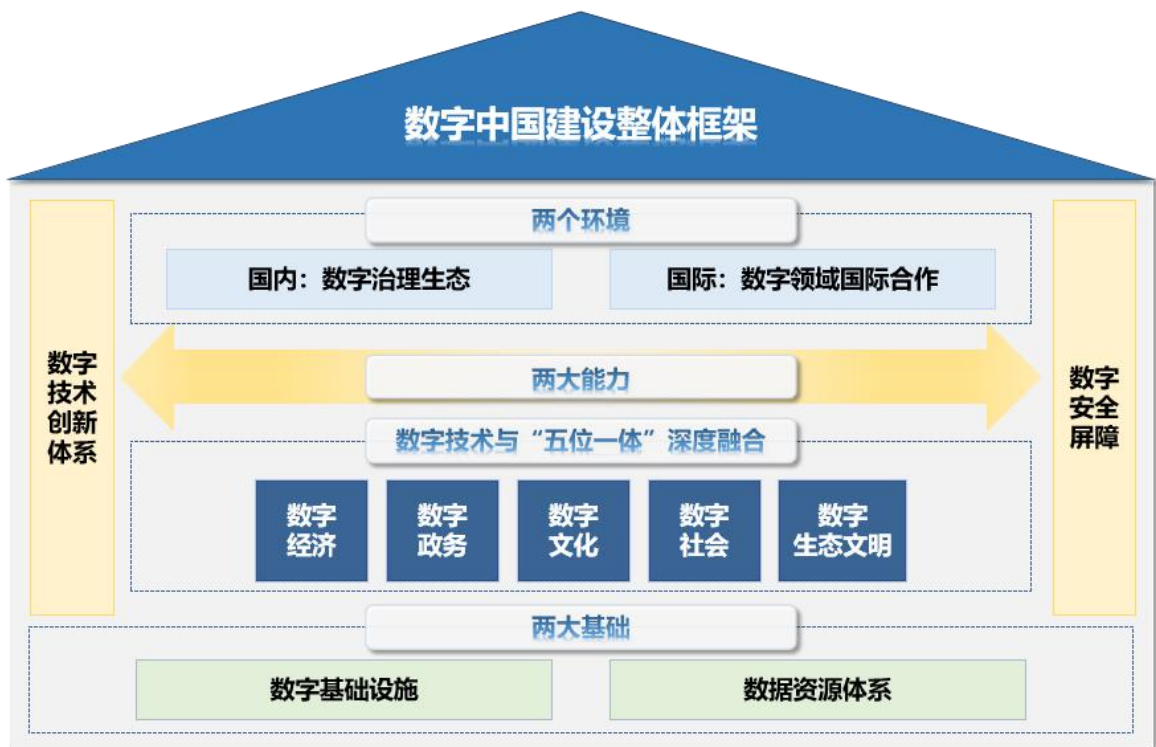 数字中国建设整体框架
两个环境
国内：数字治理生态
国际：数字领域国际合作
数字
技术
创新
体系
两大能力
数字
安全
屏障
数字技术与“五位一体”深度融合
数字
经济
数字
政务
数字
文化
数字
社会
数字
生态文明
两大基础
数字基础设施
数据资源体系